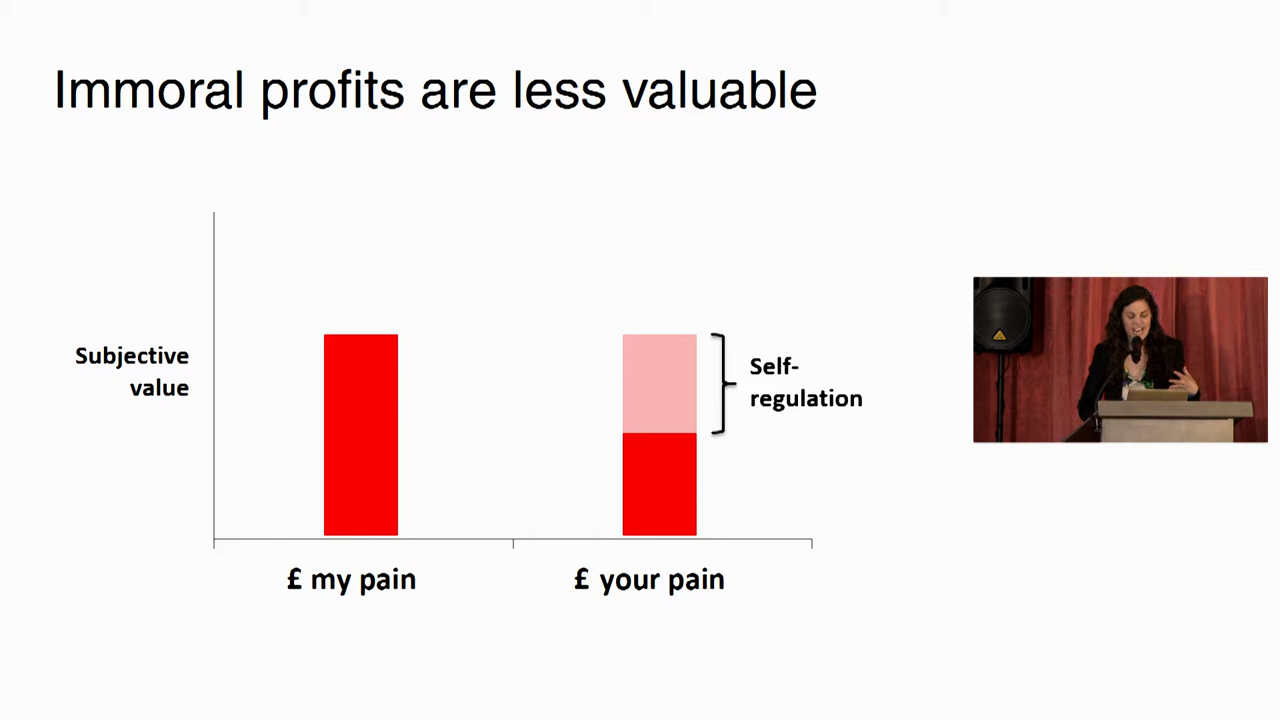 Immoral profits are less valuable
Subjective
value
Self-
regulation
£ my pain
£ your pain